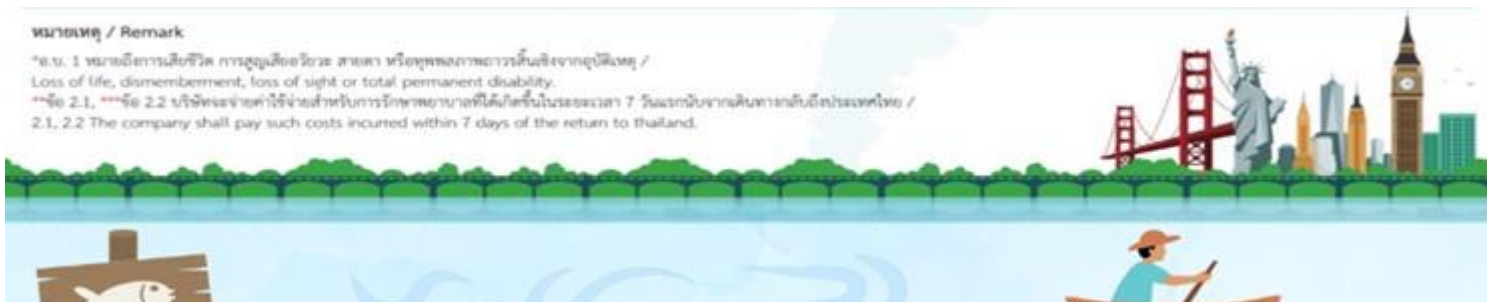 หมายเหตุ / Remark
*อ.บ. 1 หมายถึงการเสียชีวิต การสูญเสียอวัยวะ สายตา หรือทุพพลภาพถาวรสิ้นเชิงจากอุบัติเหตุ /
Loss of life, dismemberment, loss of sight or total permanent disability.
**ข้อ 2.1, ***ข้อ 2.2 บริษัทจะจ่ายค่าใช้จ่ายสำหรับการรักษาพยาบาลที่ได้เกิดขึ้นในระยะเวลา 7 วันแรกนับจากเดินทางกลับถึงประเทศไทย /
2.1, 2.2 The company shall pay such costs incurred within 7 days of the return to thailand.